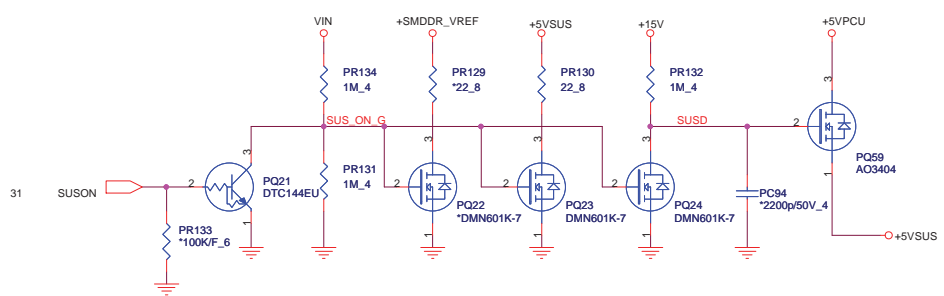 VIN
+SMDDR_VREF
+5VSUS
+15V
+5VPCU
PR134
1M_4
PR129
*22_8
PR130
22_8
PR132
1M_4
3
SUS_ON_G
SUSD
2
PQ59
AO3404
1
3
3
3
3
PR131
1M_4
31
SUSON
2
PQ21
DTC144EU
2
2
2
PQ22
*DMN601K-7
PQ23
DMN601K-7
PQ24
DMN601K-7
PC94
*2200p/50V_4
1
1
1
1
PR133
*100K/F_6
+5VSUS